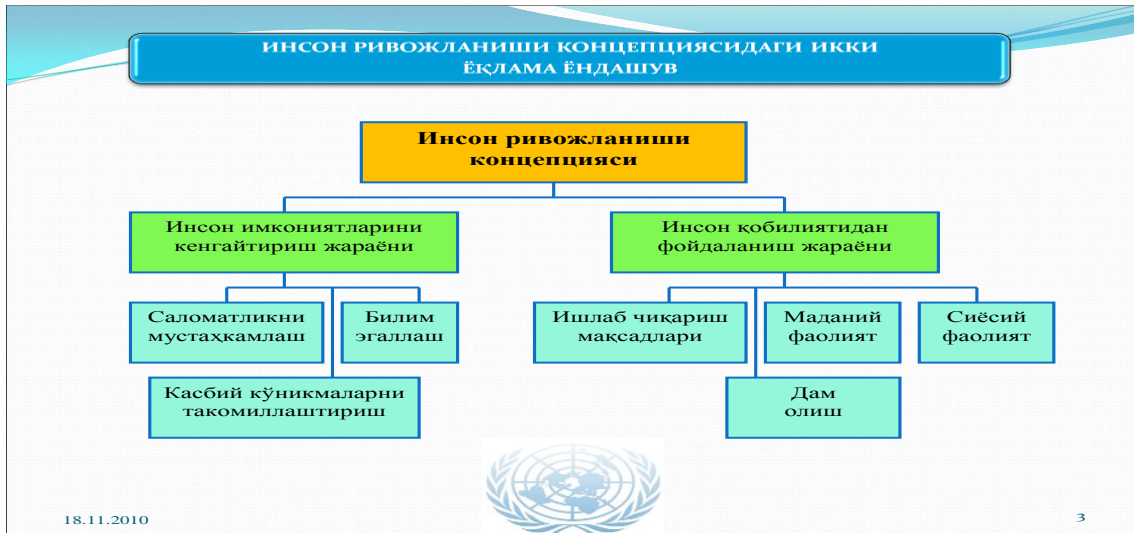 ИНСОН РИВОЖЛАНИШИ КОНЦЕПЦИЯСИДАГИ ИККИ
ЁҚЛАМА ЁНДАШУВ
Инсон ривожланиши
концепцияси
Инсон имкониятларини
кенгайтириш жараёни
Инсон қобилиятидан
фойдаланиш жараёни
Саломатликни
мустаҳкамлаш
Билим
эгаллаш
Ишлаб чиқариш
мақсадлари
Маданий
фаолият
Сиёсий
фаолият
Касбий кўникмаларни
такомиллаштириш
Дам
олиш
18.11.2010
3